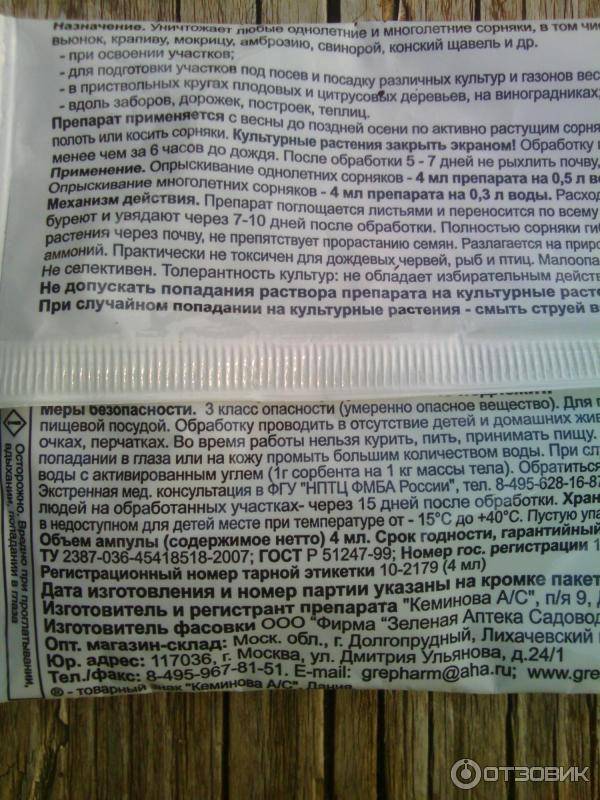 Назначение. Уничтожает любые однолетние и многолетние сорняки, в том чис
вьюнок, крапиву, мокрицу, амброзию, свинорой, конский щавель и др.
- при освоении участков;
- для подготовки участков под посев и посадку различных культур и газонов вес
- в приствольных кругах плодовых и цитрусовых деревьев, на виноградниках;
- вдоль заборов, дорожек, построек, теплиц.
Препарат применяется с весны до поздней осени по активно растущим сорня
полоть или косить сорняки. Культурные растения закрыть экраном! Обработку
менее чем за 6 часов до дождя. После обработки 5 - 7 дней не рыхлить почву,
Применение. Опрыскивание однолетних сорняков - 4 мл препарата на 0,5 л во
Опрыскивание многолетних сорняков - 4 мл препарата на 0,3 л воды. Расход
Механизм действия. Препарат поглощается листьями и переносится по всему
буреют и увядают через 7-10 дней после обработки. Полностью сорняки гиб
растения через почву, не препятствует прорастанию семян. Разлагается на приро
аммоний. Практически не токсичен для дождевых червей, рыб и птиц. Малоопа
Не селективен. Толерантность культур: не обладает избирательным дейст
Не допускать попадания раствора препарата на культурные расте
При случайном попадании на культурные растения - смыть струей в
Меры безопасности. 3 класс опасности (умеренно опасное вещество). Для п
пищевой посудой. Обработку проводить в отсутствие детей и домашних жив
очках, перчатках. Во время работы нельзя курить, пить, принимать пищу.
попадании в глаза или на кожу промыть большим количеством воды. При сл
воды с активированным углем (1г сорбента на 1 кг массы тела). Обратиться
Экстренная мед. консультация в ФГУ "НПТЦ ФМБА России", тел. 8-495-628-16-87
людей на обработанных участках- через 15 дней после обработки. Хран
в недоступном для детей месте при температуре от - 15°С до +40°С. Пустую упа
Объем ампулы (содержимое нетто) 4 мл. Срок годности, гарантийный
ТУ 2387-036-45418518-2007; ГОСТ Р 51247-99; Номер гос. регистрации 1
Регистрационный номер тарной этикетки 10-2179 (4 мл)
Дата изготовления и номер партии указаны на кромке пакет
Изготовитель и регистрант препарата "Кеминова А/С", п/я 9, Д
Изготовитель фасовки ООО "Фирма "Зеленая Аптека Садовод
Опт. магазин-склад: Моск. обл., г. Долгопрудный, Лихачевский
Юр. адрес: 117036, г. Москва, ул. Дмитрия Ульянова, д.24/1
Тел./факс: 8-495-967-81-51. E-mail: grepharm@aha.ru; www.gre
® - товарный знак "Кеминова А/С", Дания
Осторожно. Вредно при проглатывании,
вдыхании, попадании в глаза
ОТЗОВИК